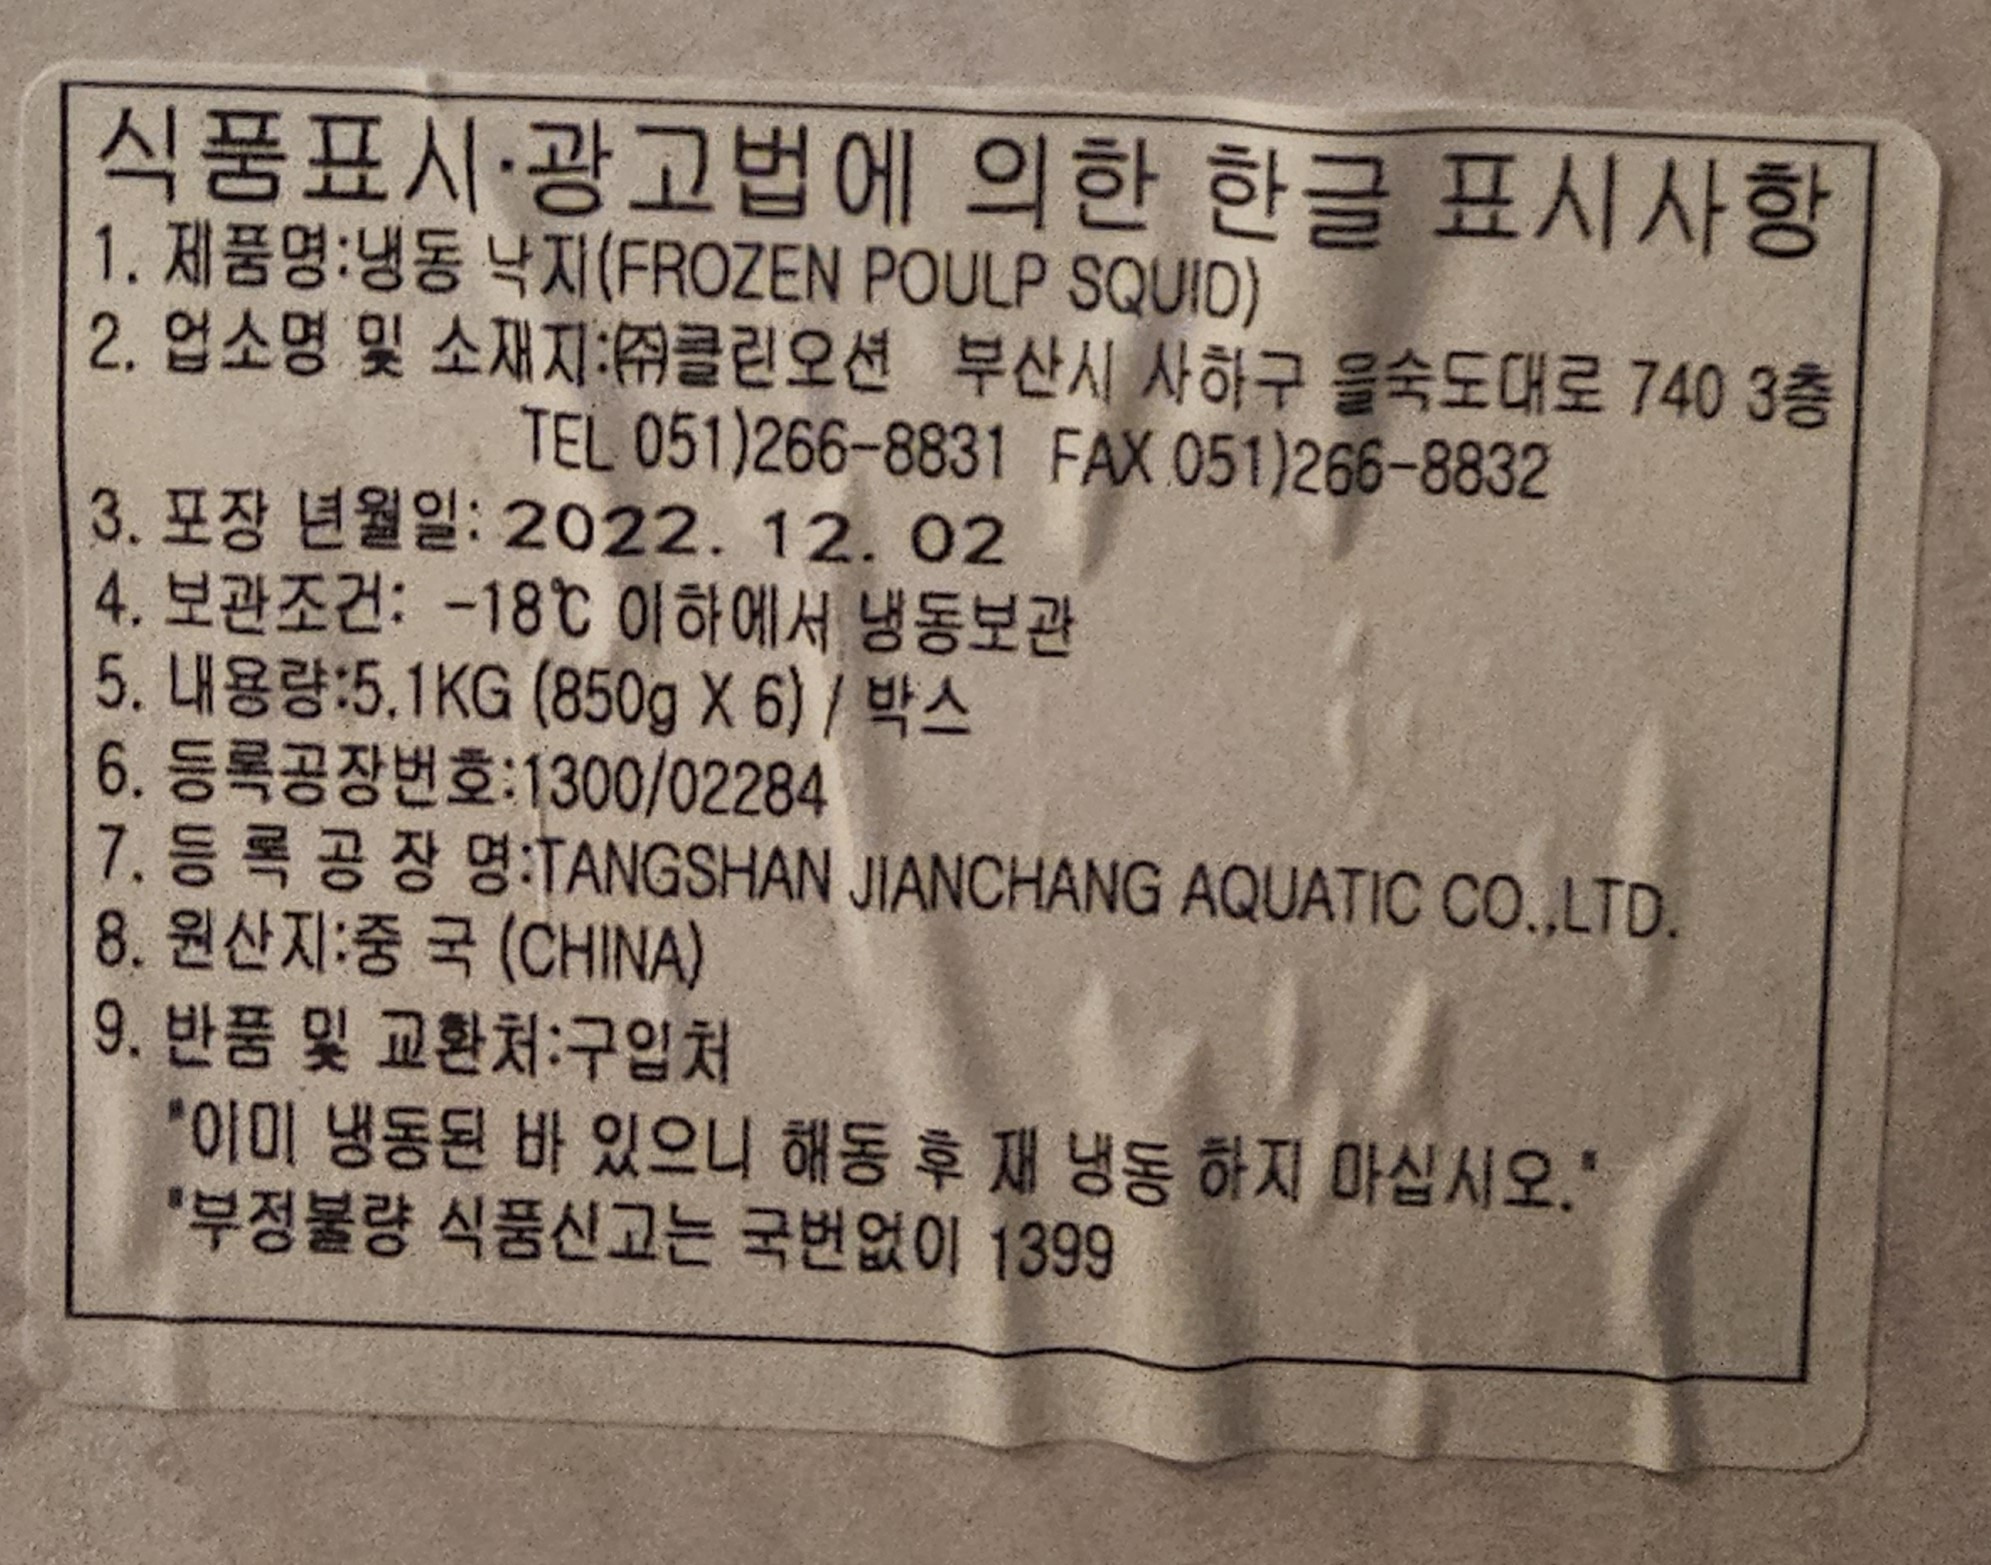 식품표시·광고법에 의한 한글 표시사항
1. 제품명:냉동 낙지(FROZEN POULP SQUID)
2. 업소명 및 소재지:㈜클린오션 부산시 사하구 을숙도대로 740 3층
TEL 051)266-8831 FAX 051)266-8832
3. 포장 년월일: 2022. 12. 02
4. 보관조건: -18℃ 이하에서 냉동보관
5. 내용량:5.1KG (850g X 6) / 박스
6. 등록공장번호:1300/02284
7. 등 록 공 장 명:TANGSHAN JIANCHANG AQUATIC CO.,LTD.
8. 원산지:중 국 (CHINA)
9. 반품 및 교환처:구입처
"이미 냉동된 바 있으니 해동 후 재 냉동 하지 마십시오."
"부정불량 식품신고는 국번없이 1399